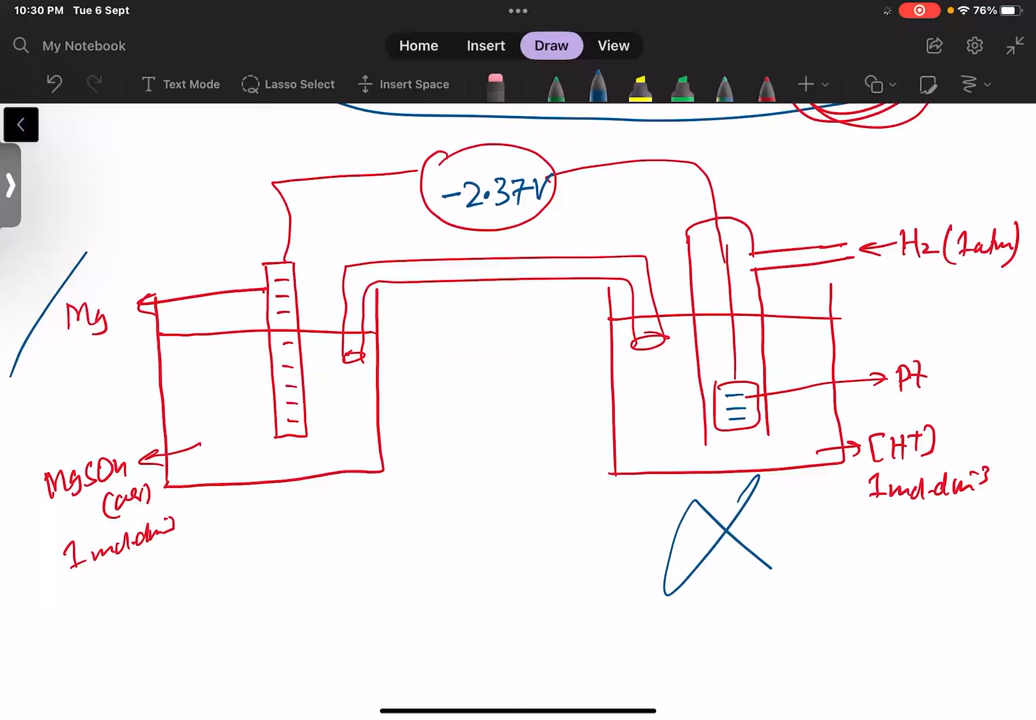 10:30 PM Tue 6 Sept
76%
My Notebook
Home Insert Draw View
Text Mode Lasso Select Insert Space
-2.37V
H2 (1atm)
Mg
Pt
[H+]
1mol.dm-3
MgSO4
(aq)
1mol.dm-3